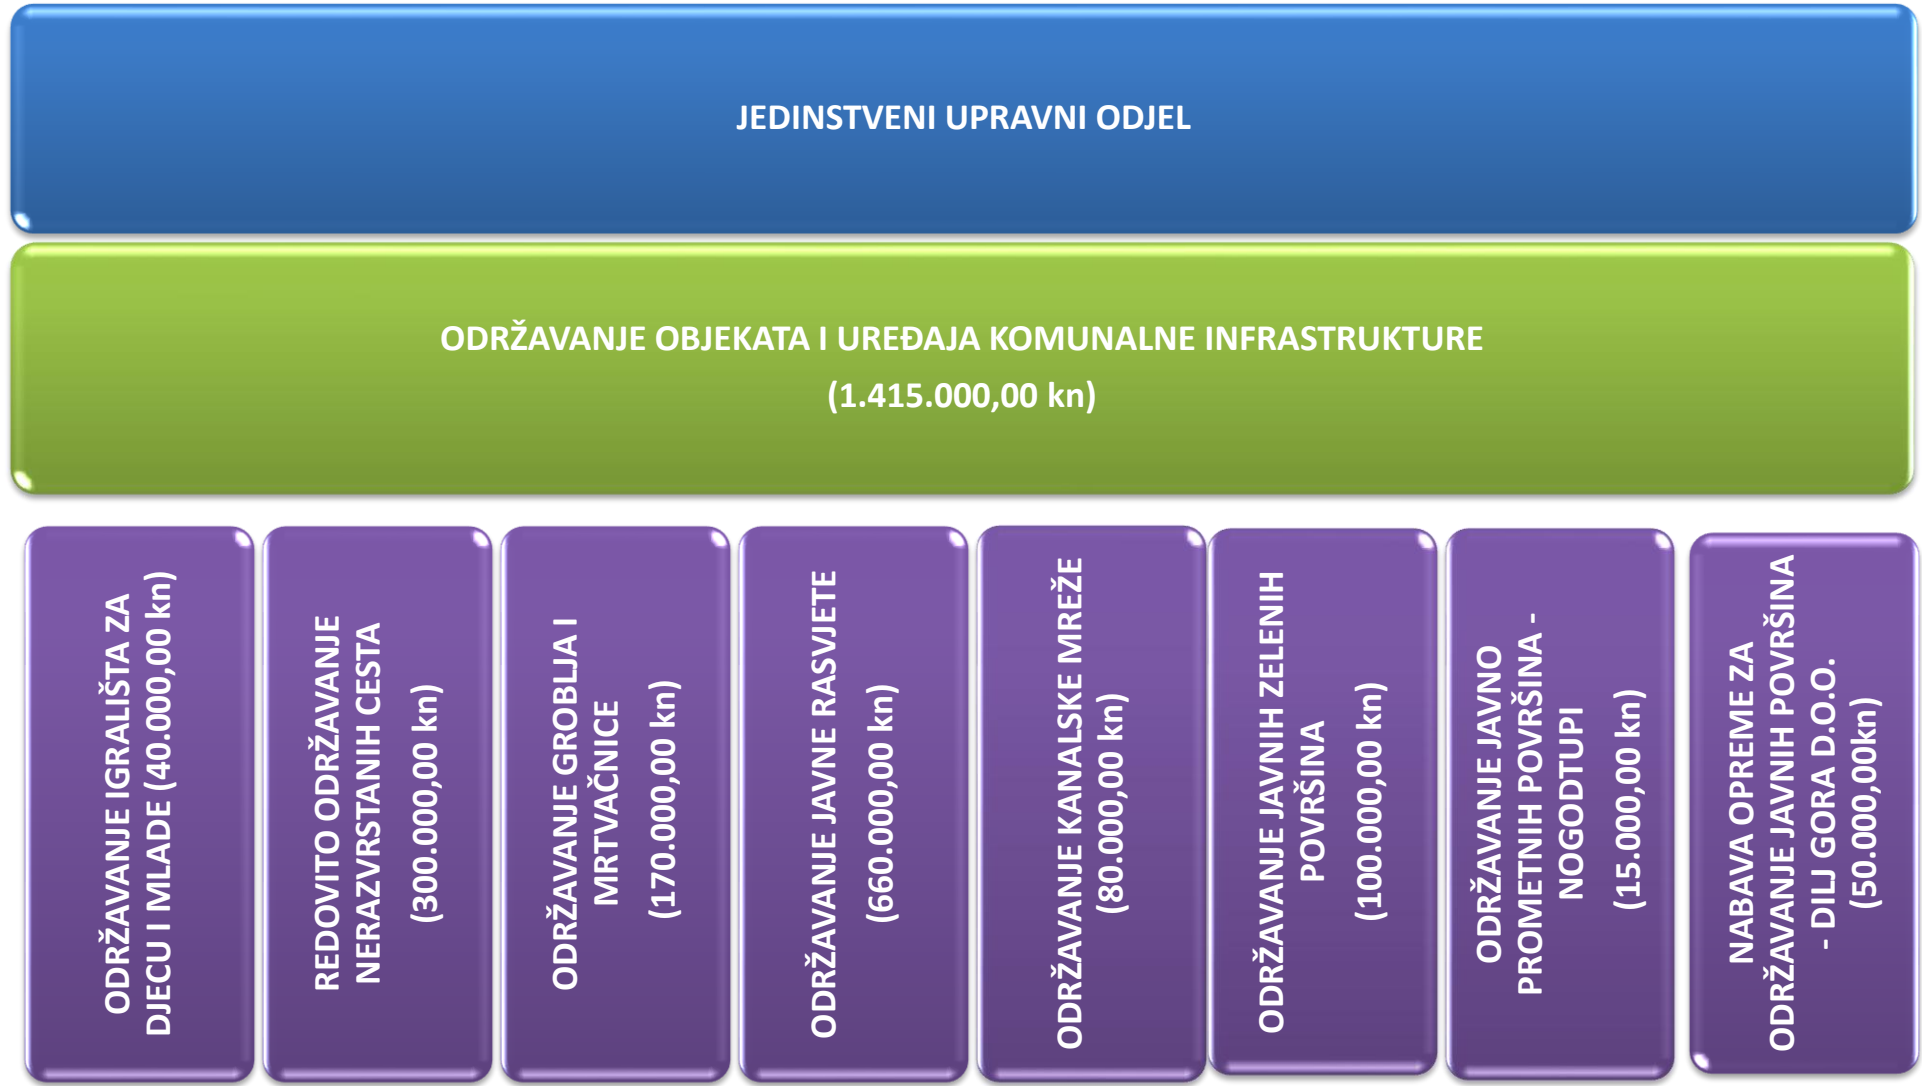 JEDINSTVENI UPRAVNI ODJEL
ODRŽAVANJE OBJEKATA I UREĐAJA KOMUNALNE INFRASTRUKTURE
(1.415.000,00 kn)
ODRŽAVANJE IGRALIŠTA ZA
DJECU I MLADE (40.000,00 kn)
REDOVITO ODRŽAVANJE
NERAZVRSTANIH CESTA
(300.000,00 kn)
ODRŽAVANJE GROBLJA I
MRTVAČNICE
(170.000,00 kn)
ODRŽAVANJE JAVNE RASVJETE
(660.000,00 kn)
ODRŽAVANJE KANALSKE MREŽE
(80.000,00 kn)
ODRŽAVANJE JAVNIH ZELENIH
POVRŠINA
(100.000,00 kn)
ODRŽAVANJE JAVNO
PROMETNIH POVRŠINA -
NOGODTUPI
(15.000,00 kn)
NABAVA OPREME ZA
ODRŽAVANJE JAVNIH POVRŠINA
- DILJ GORA D.O.O.
(50.000,00kn)